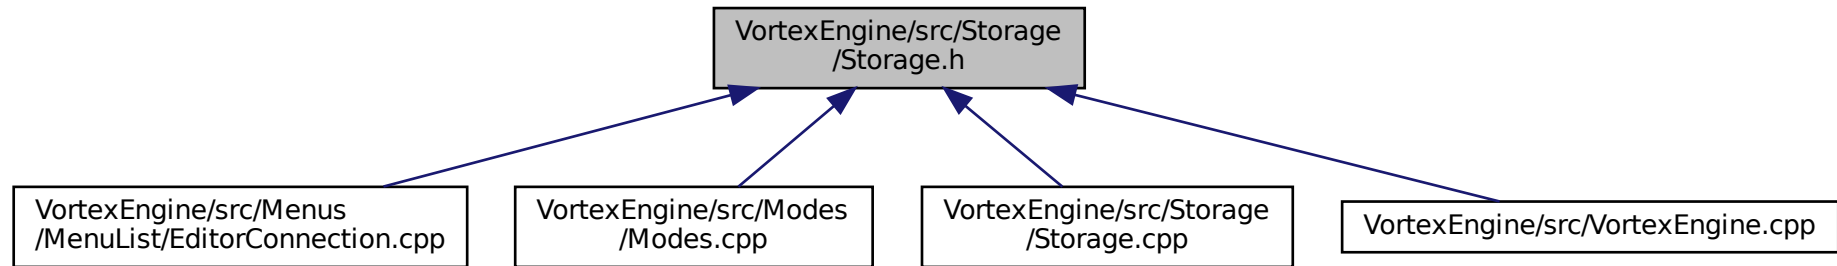 VortexEngine/src/Storage
/Storage.h
VortexEngine/src/Menus
/MenuList/EditorConnection.cpp
VortexEngine/src/Modes
/Modes.cpp
VortexEngine/src/Storage
/Storage.cpp
VortexEngine/src/VortexEngine.cpp